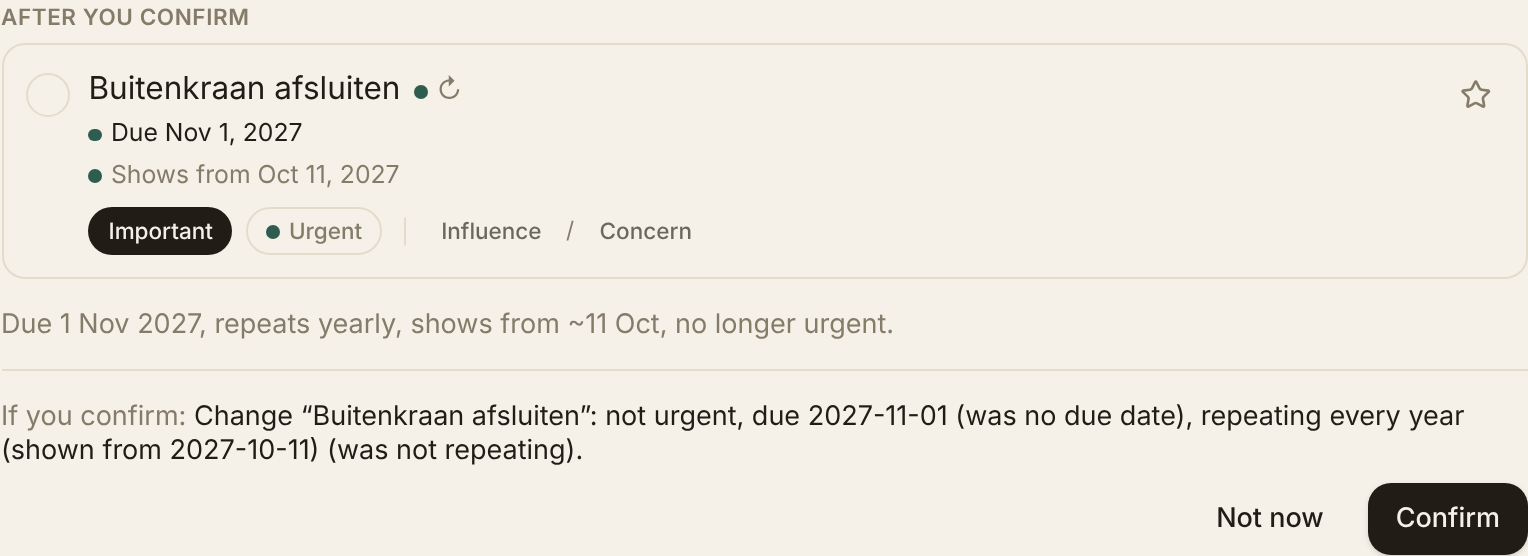 AFTER YOU CONFIRM
Buitenkraan afsluiten
Due Nov 1, 2027
Shows from Oct 11, 2027
Important Urgent Influence / Concern
Due 1 Nov 2027, repeats yearly, shows from ~11 Oct, no longer urgent.
If you confirm: Change “Buitenkraan afsluiten”: not urgent, due 2027-11-01 (was no due date), repeating every year
(shown from 2027-10-11) (was not repeating).
Not now Confirm